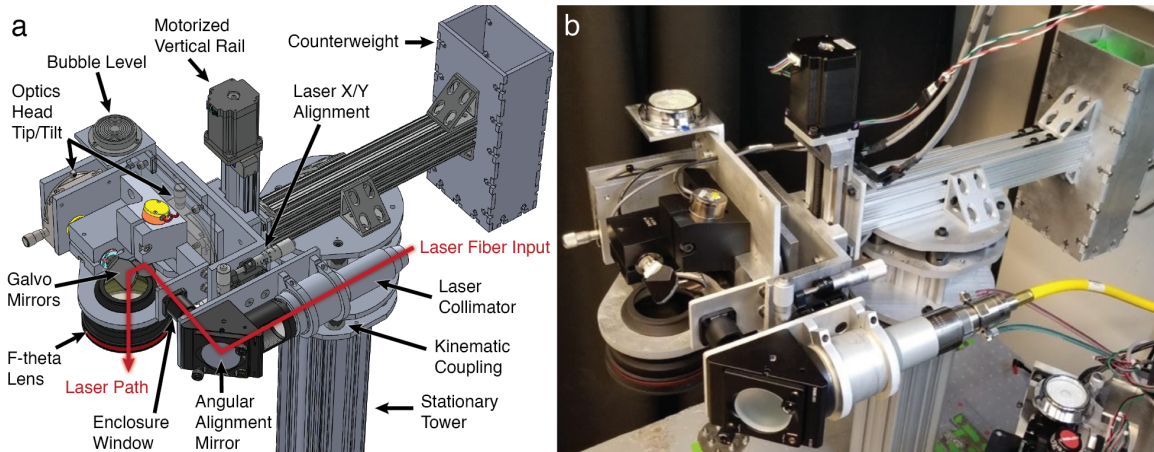 a
Motorized
Vertical Rail
Counterweight
Bubble Level
Optics
Head
Tip/Tilt
Laser X/Y
Alignment
Laser Fiber Input
Galvo
Mirrors
Laser
Collimator
F-theta
Lens
Kinematic
Coupling
Laser Path
Enclosure
Window
Angular
Alignment
Mirror
Stationary
Tower
b